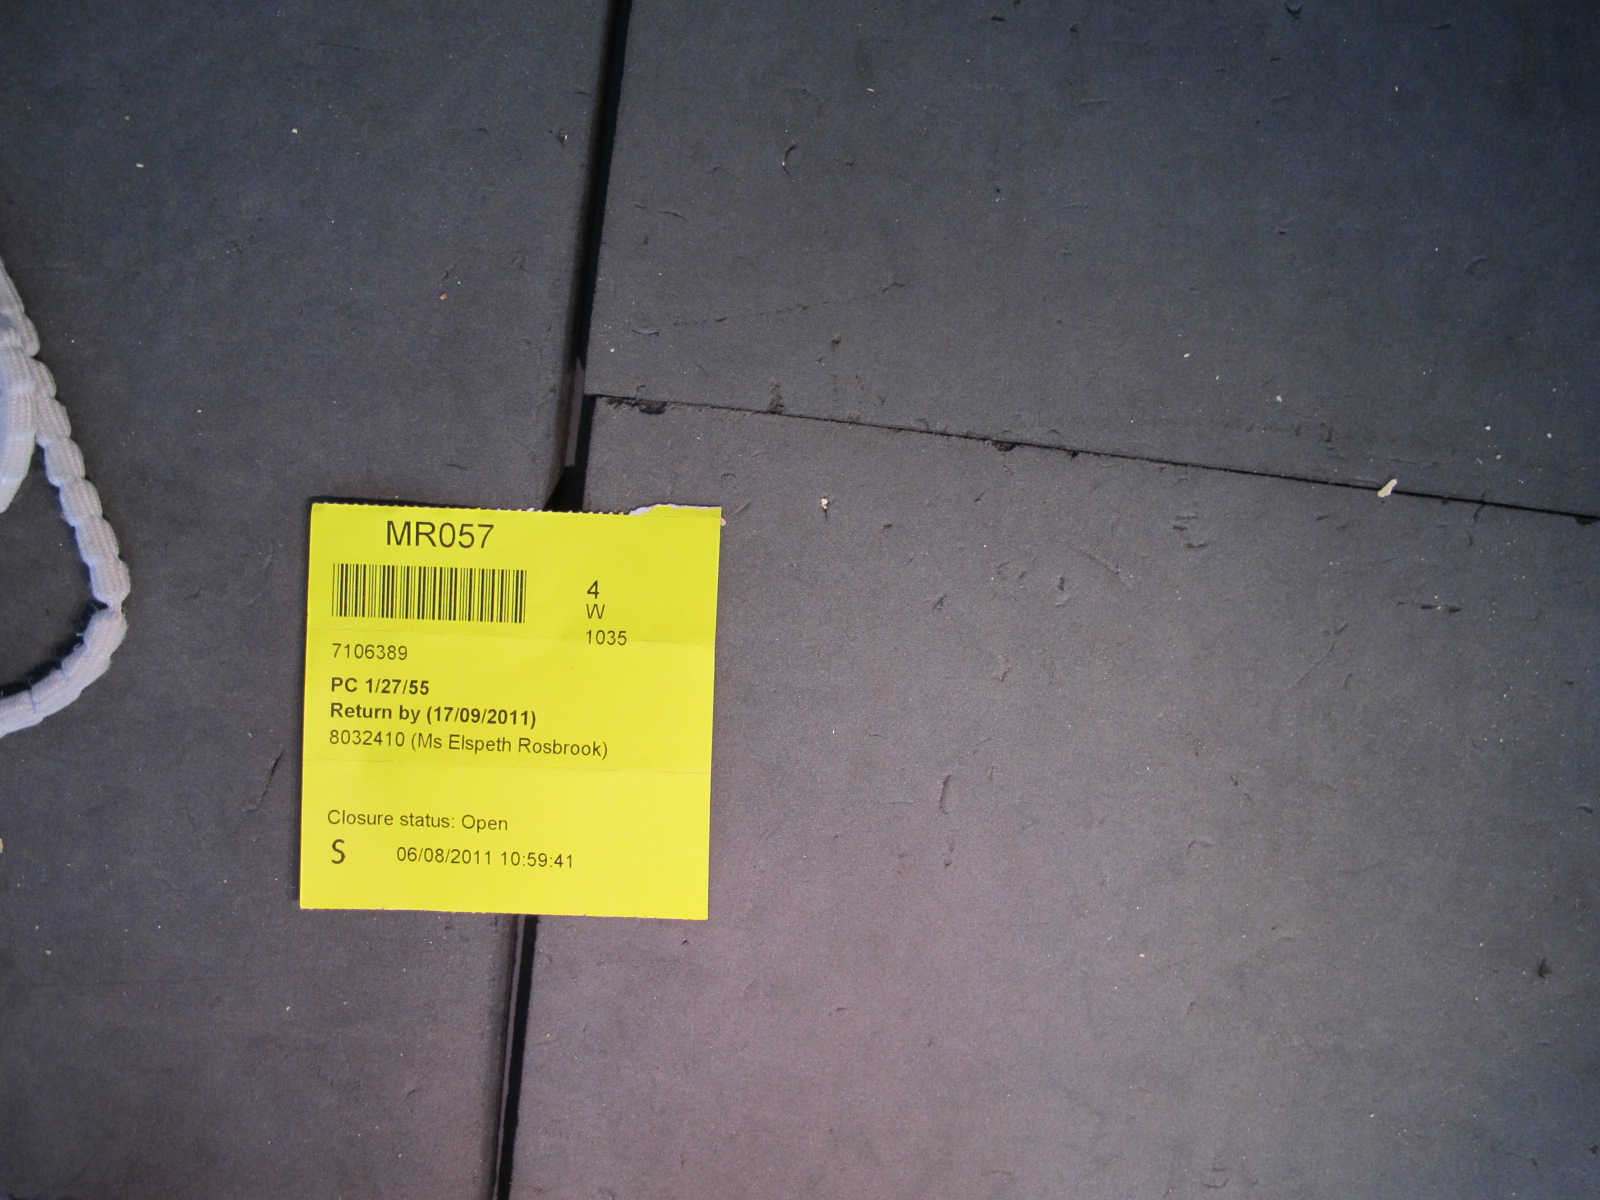 MR057
4
W
1035
7106389
PC 1/27/55
Return by (17/09/2011)
8032410 (Ms Elspeth Rosbrook)
Closure status: Open
S 06/08/2011 10:59:41